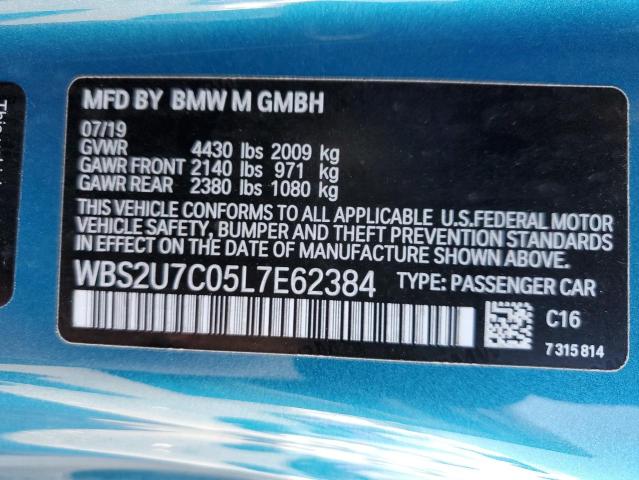 MFD BY BMW M GMBH
07/19
GVWR 4430 lbs 2009 kg
GAWR FRONT 2140 lbs 971 kg
GAWR REAR 2380 lbs 1080 kg
THIS VEHICLE CONFORMS TO ALL APPLICABLE U.S.FEDERAL MOTOR
VEHICLE SAFETY, BUMPER AND THEFT PREVENTION STANDARDS
IN EFFECT ON THE DATE OF MANUFACTURE SHOWN ABOVE.
WBS2U7C05L7E62384 TYPE: PASSENGER CAR
C16
7 315 814